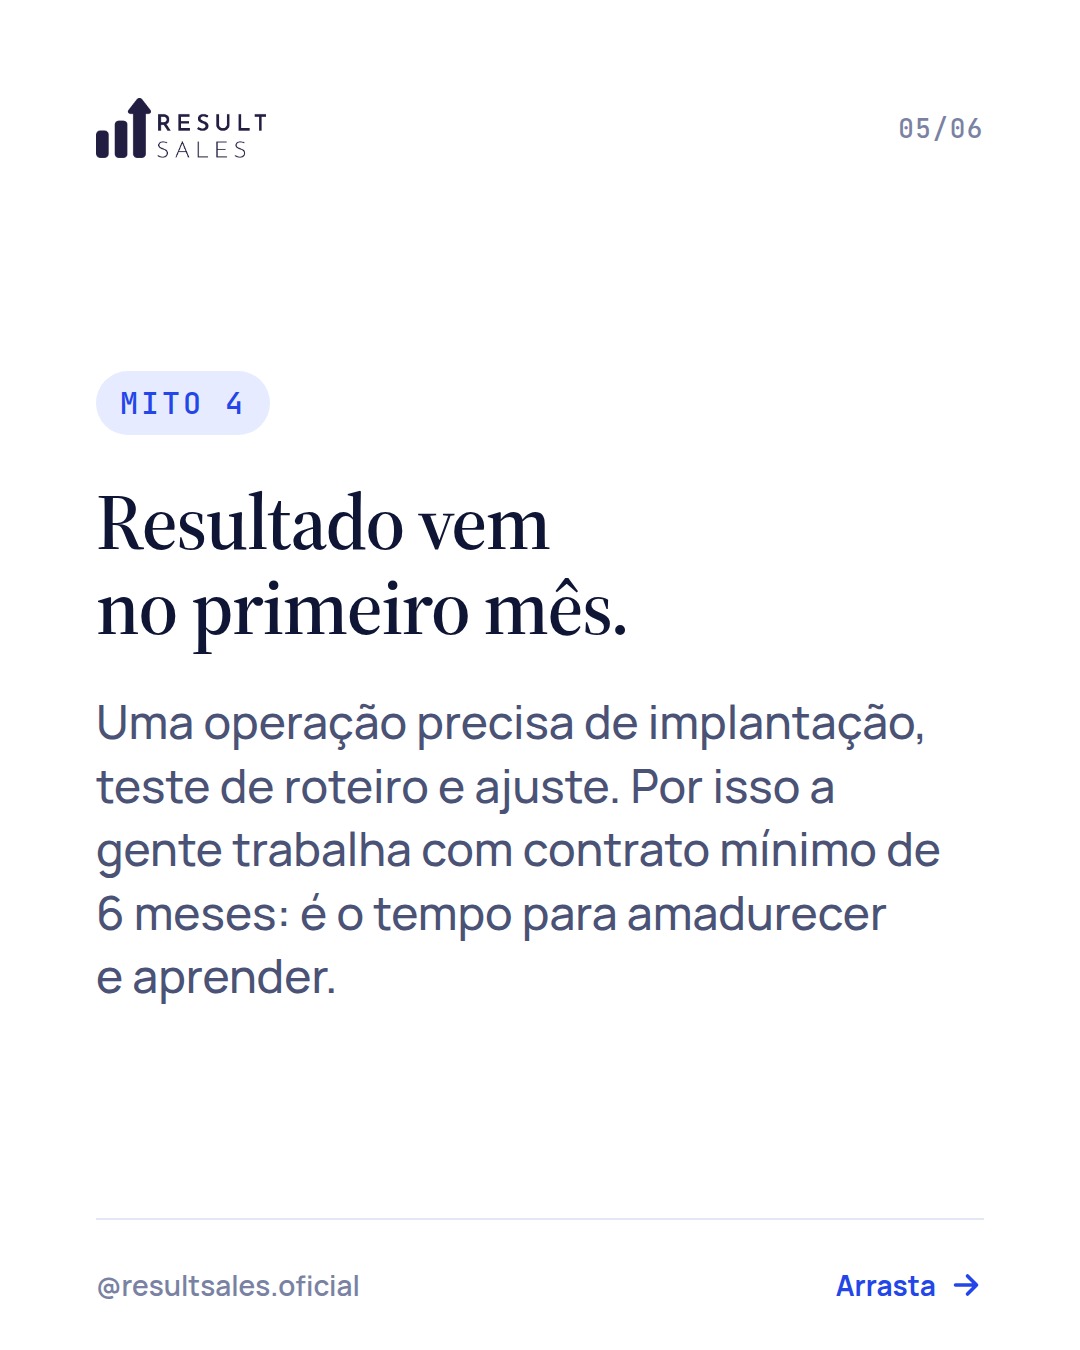 RESULT
SALES
05/06
MITO 4
Resultado vem
no primeiro mês.
Uma operação precisa de implantação,
teste de roteiro e ajuste. Por isso a
gente trabalha com contrato mínimo de
6 meses: é o tempo para amadurecer
e aprender.
@resultsales.oficial
Arrasta →